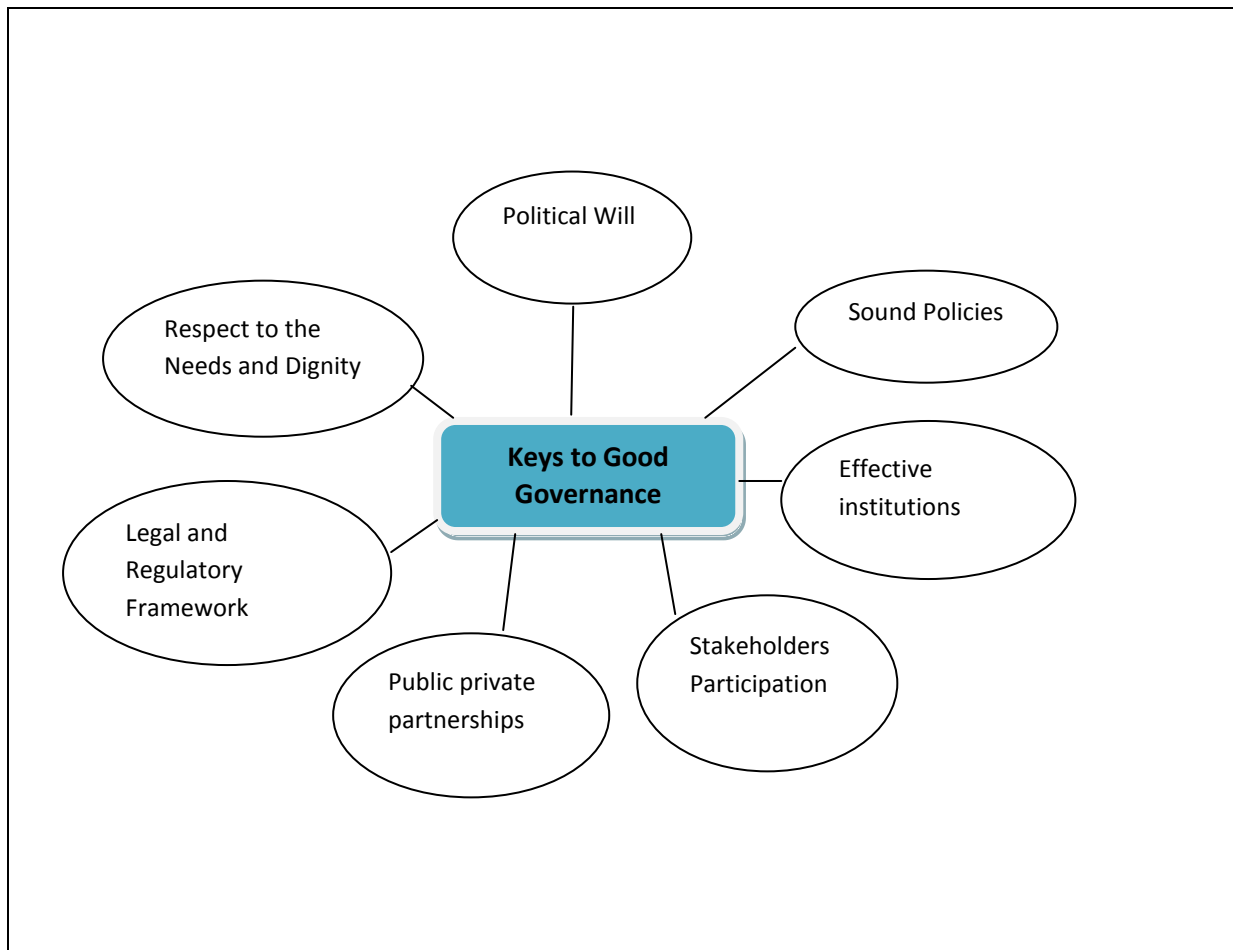 Political Will
Sound Policies
Respect to the
Needs and Dignity
Keys to Good
Governance
Effective
institutions
Legal and
Regulatory
Framework
Stakeholders
Participation
Public private
partnerships